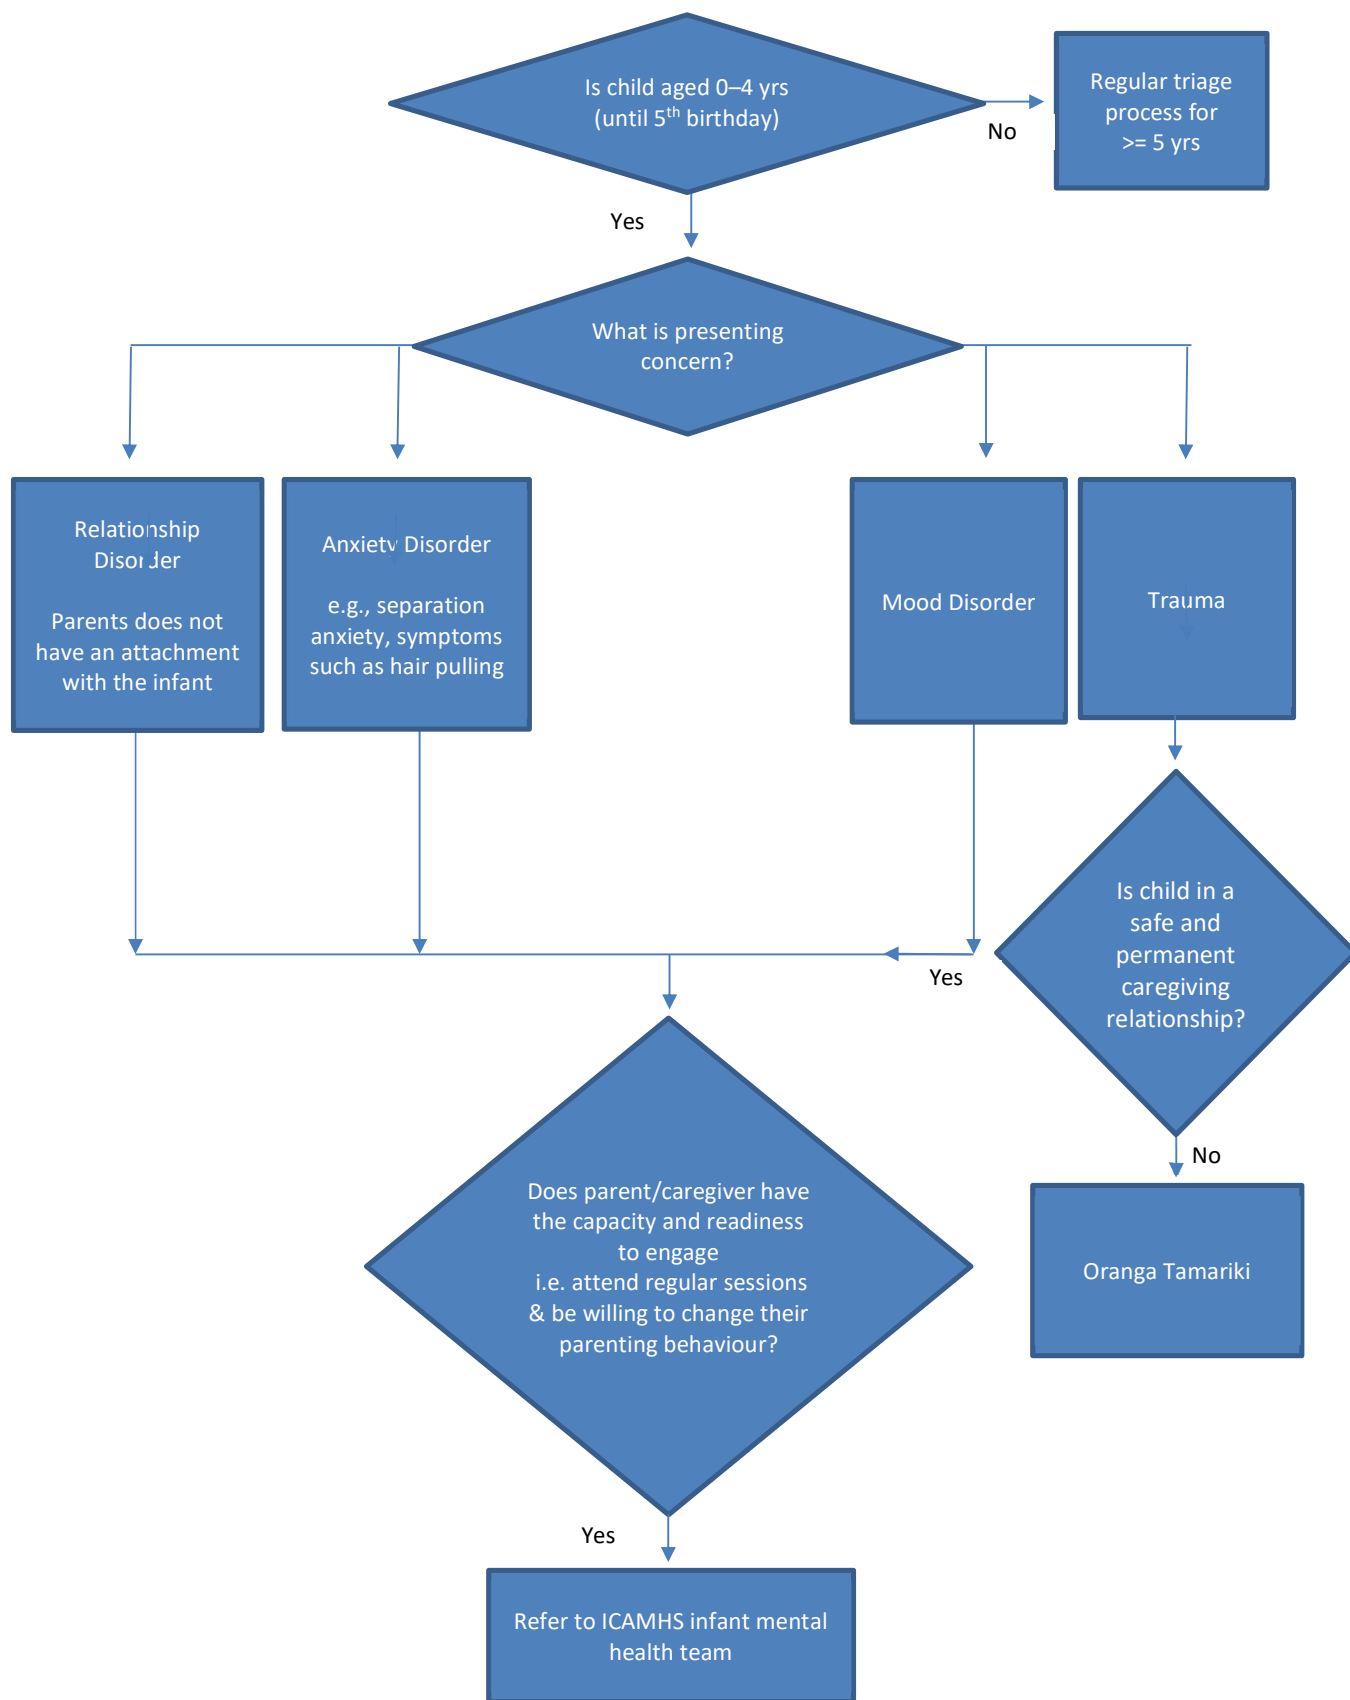 Is child aged 0–4 yrs
(until 5th birthday)
No
Regular triage
process for
>= 5 yrs
Yes
What is presenting
concern?
Relationship
Disorder
Parents does not
have an attachment
with the infant
Anxiety Disorder
e.g., separation
anxiety, symptoms
such as hair pulling
Mood Disorder
Trauma
Is child in a
safe and
permanent
caregiving
relationship?
Yes
No
Oranga Tamariki
Does parent/caregiver have
the capacity and readiness
to engage
i.e. attend regular sessions
& be willing to change their
parenting behaviour?
Yes
Refer to ICAMHS infant mental
health team